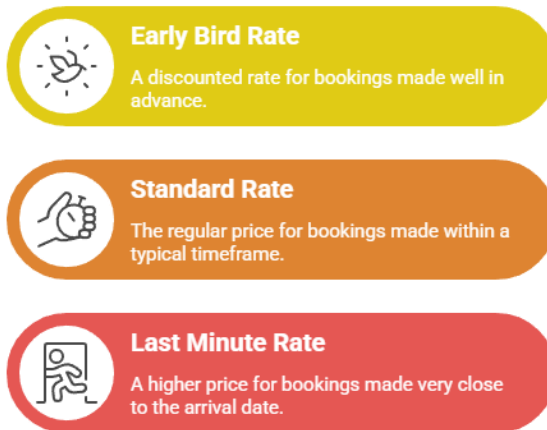 Early Bird Rate
A discounted rate for bookings made well in
advance.
Standard Rate
The regular price for bookings made within a
typical timeframe.
Last Minute Rate
A higher price for bookings made very close
to the arrival date.